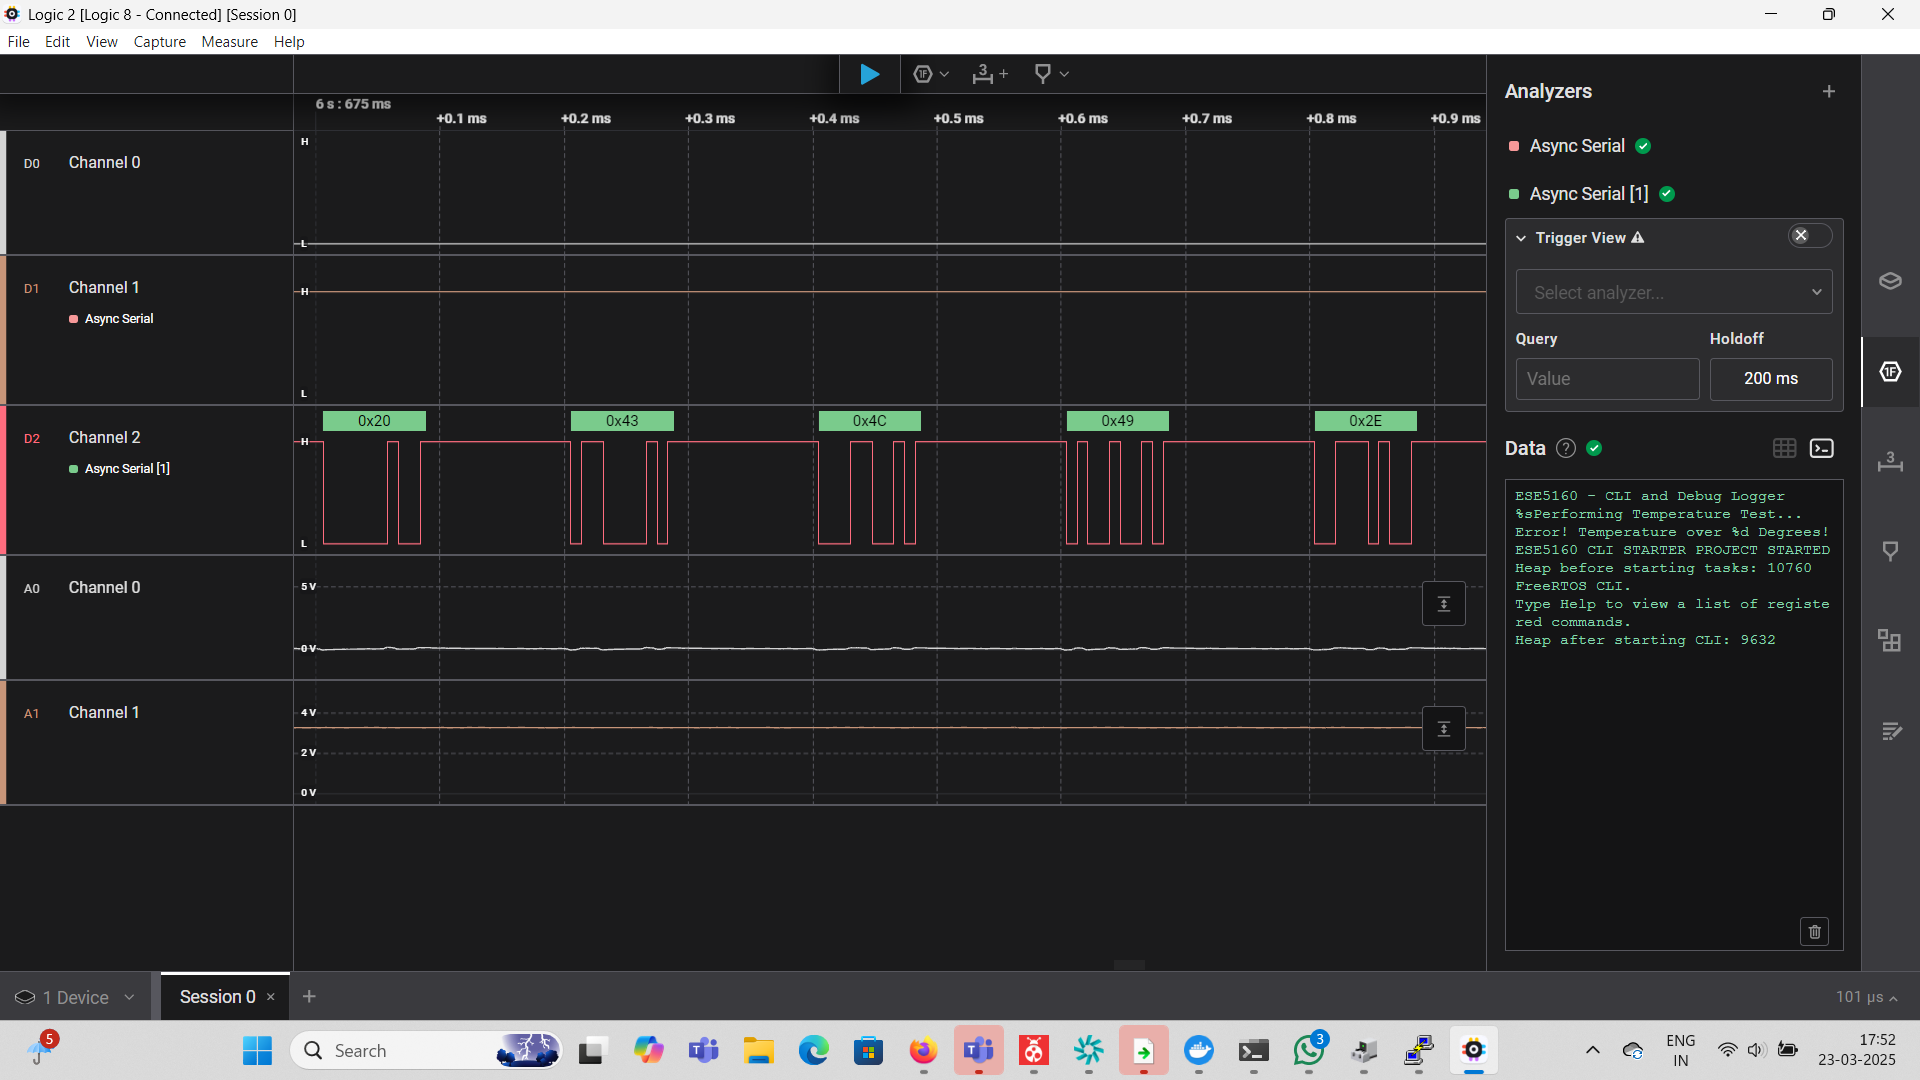 Logic 2 [Logic 8 - Connected] [Session 0]
File Edit View Capture Measure Help
6 s : 675 ms
+0.1 ms +0.2 ms +0.3 ms +0.4 ms +0.5 ms +0.6 ms +0.7 ms +0.8 ms +0.9 ms
D0 Channel 0
H
L
D1 Channel 1
Async Serial
H
L
D2 Channel 2
Async Serial [1]
0x20 0x43 0x4C 0x49 0x2E
H
L
A0 Channel 0
5 V
0 V
A1 Channel 1
4 V
2 V
0 V
Analyzers
Async Serial
Async Serial [1]
Trigger View
Select analyzer...
Query Holdoff
Value 200 ms
Data
ESE5160 - CLI and Debug Logger
%sPerforming Temperature Test...
Error! Temperature over %d Degrees!
ESE5160 CLI STARTER PROJECT STARTED
Heap before starting tasks: 10760
FreeRTOS CLI.
Type Help to view a list of registe
red commands.
Heap after starting CLI: 9632
1 Device
Session 0
101 µs
5
Search
3
ENG
IN
17:52
23-03-2025